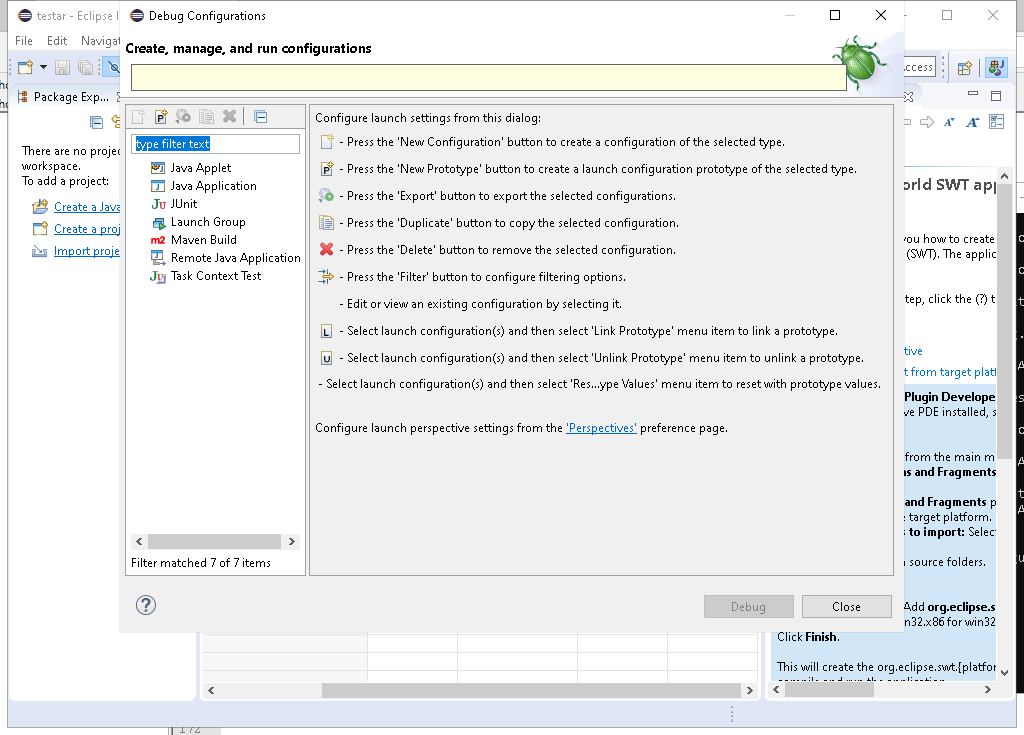 testar - Eclipse I
Debug Configurations
File Edit Navigat
Create, manage, and run configurations
Package Exp...
There are no projec
workspace.
To add a project:
Create a Java
Create a proj
Import proje
type filter text
Java Applet
Java Application
JUnit
Launch Group
Maven Build
Remote Java Application
Task Context Test
Filter matched 7 of 7 items
Configure launch settings from this dialog:
- Press the 'New Configuration' button to create a configuration of the selected type.
- Press the 'New Prototype' button to create a launch configuration prototype of the selected type.
- Press the 'Export' button to export the selected configurations.
- Press the 'Duplicate' button to copy the selected configuration.
- Press the 'Delete' button to remove the selected configuration.
- Press the 'Filter' button to configure filtering options.
- Edit or view an existing configuration by selecting it.
- Select launch configuration(s) and then select 'Link Prototype' menu item to link a prototype.
- Select launch configuration(s) and then select 'Unlink Prototype' menu item to unlink a prototype.
- Select launch configuration(s) and then select 'Res...ype Values' menu item to reset with prototype values.
Configure launch perspective settings from the 'Perspectives' preference page.
Debug
Close
ccess
orld SWT app
you how to create
(SWT). The applic
tep, click the (?) t
tive
t from target platf
Plugin Develope
ve PDE installed, s
from the main m
ns and Fragments
and Fragments p
e target platform.
s to import: Selec
n source folders.
Add org.eclipse.s
n32.x86 for win32
Click Finish.
This will create the org.eclipse.swt.{platfor
compile and run the application
172